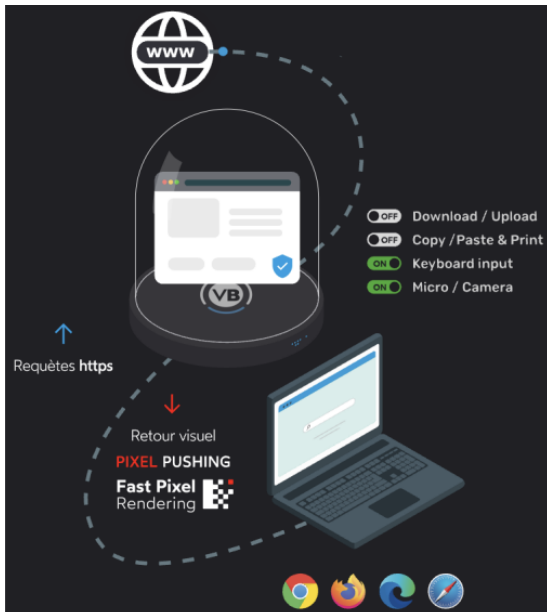 www
OFF Download / Upload
OFF Copy /Paste & Print
ON Keyboard input
ON Micro / Camera
VB
Requètes https
Retour visuel
PIXEL PUSHING
Fast Pixel
Rendering